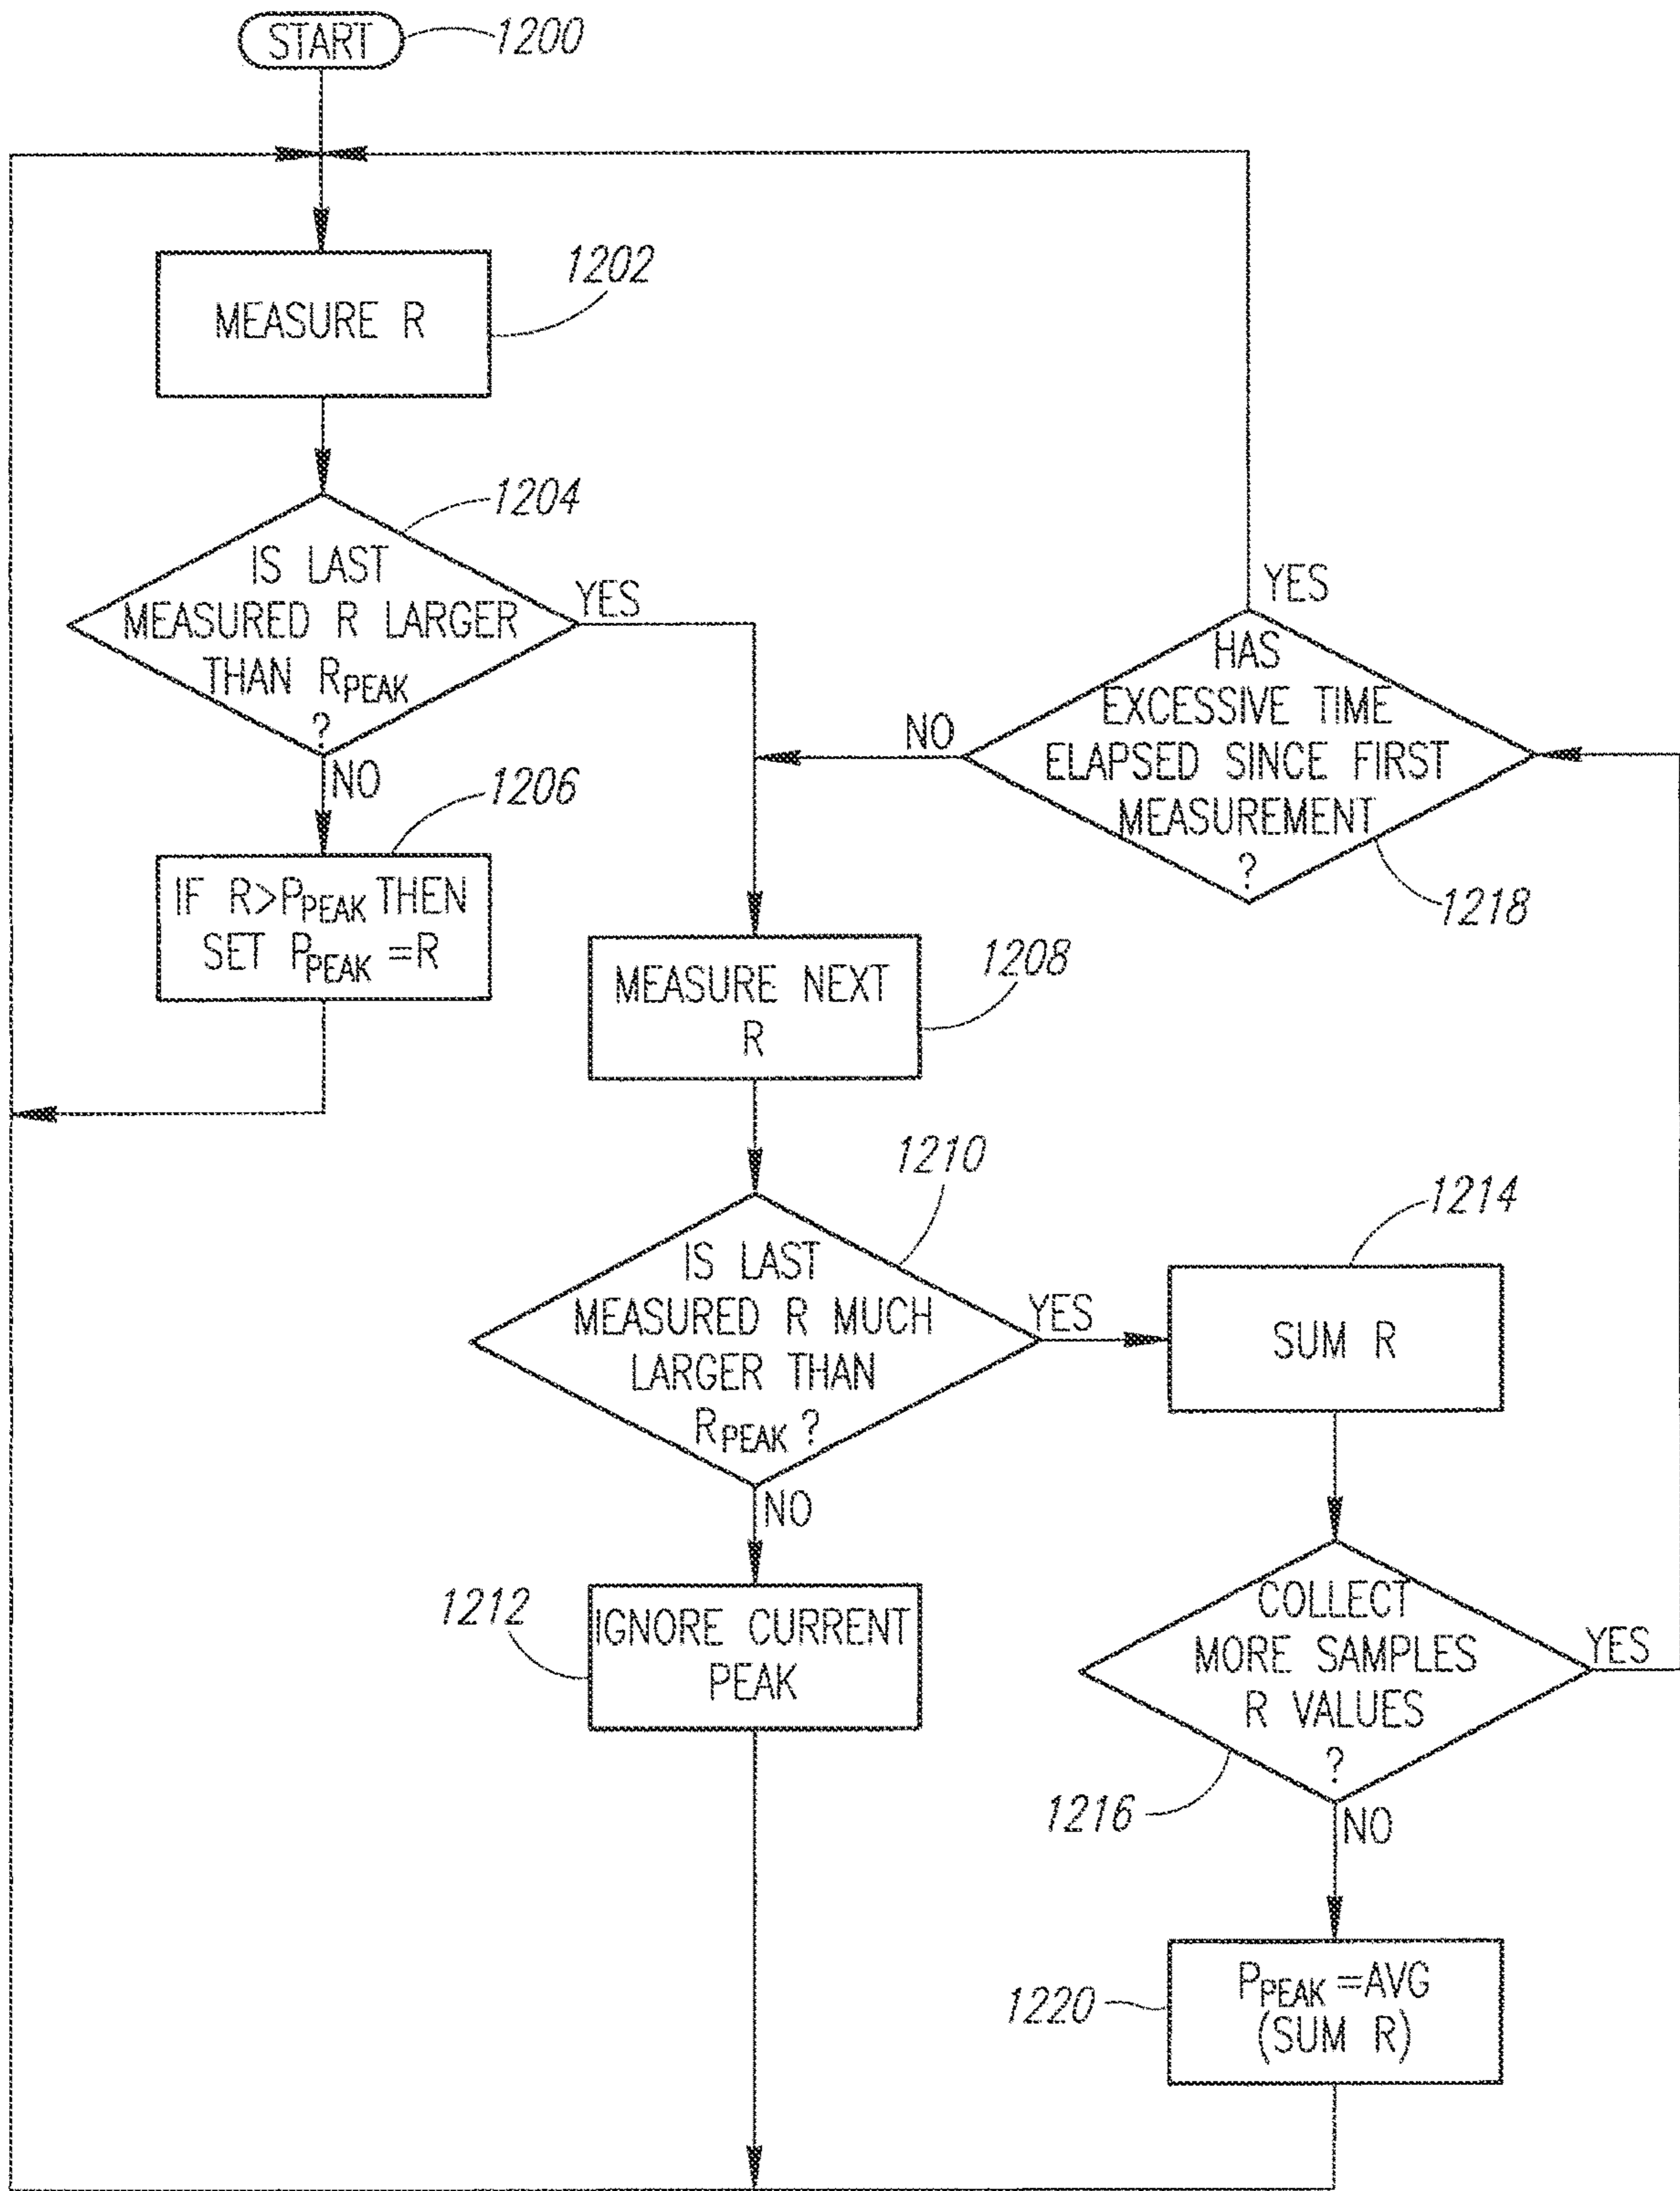 START
1200
MEASURE R
1202
1204
IS LAST
MEASURED R LARGER
THAN RPEAK
?
YES
NO
1206
IF R>PPEAK THEN
SET PPEAK =R
YES
HAS
EXCESSIVE TIME
ELAPSED SINCE FIRST
MEASUREMENT
?
NO
1218
MEASURE NEXT
R
1208
1210
IS LAST
MEASURED R MUCH
LARGER THAN
RPEAK ?
YES
NO
1214
SUM R
1212
IGNORE CURRENT
PEAK
COLLECT
MORE SAMPLES
R VALUES
?
YES
1216
NO
1220
PPEAK =AVG
(SUM R)